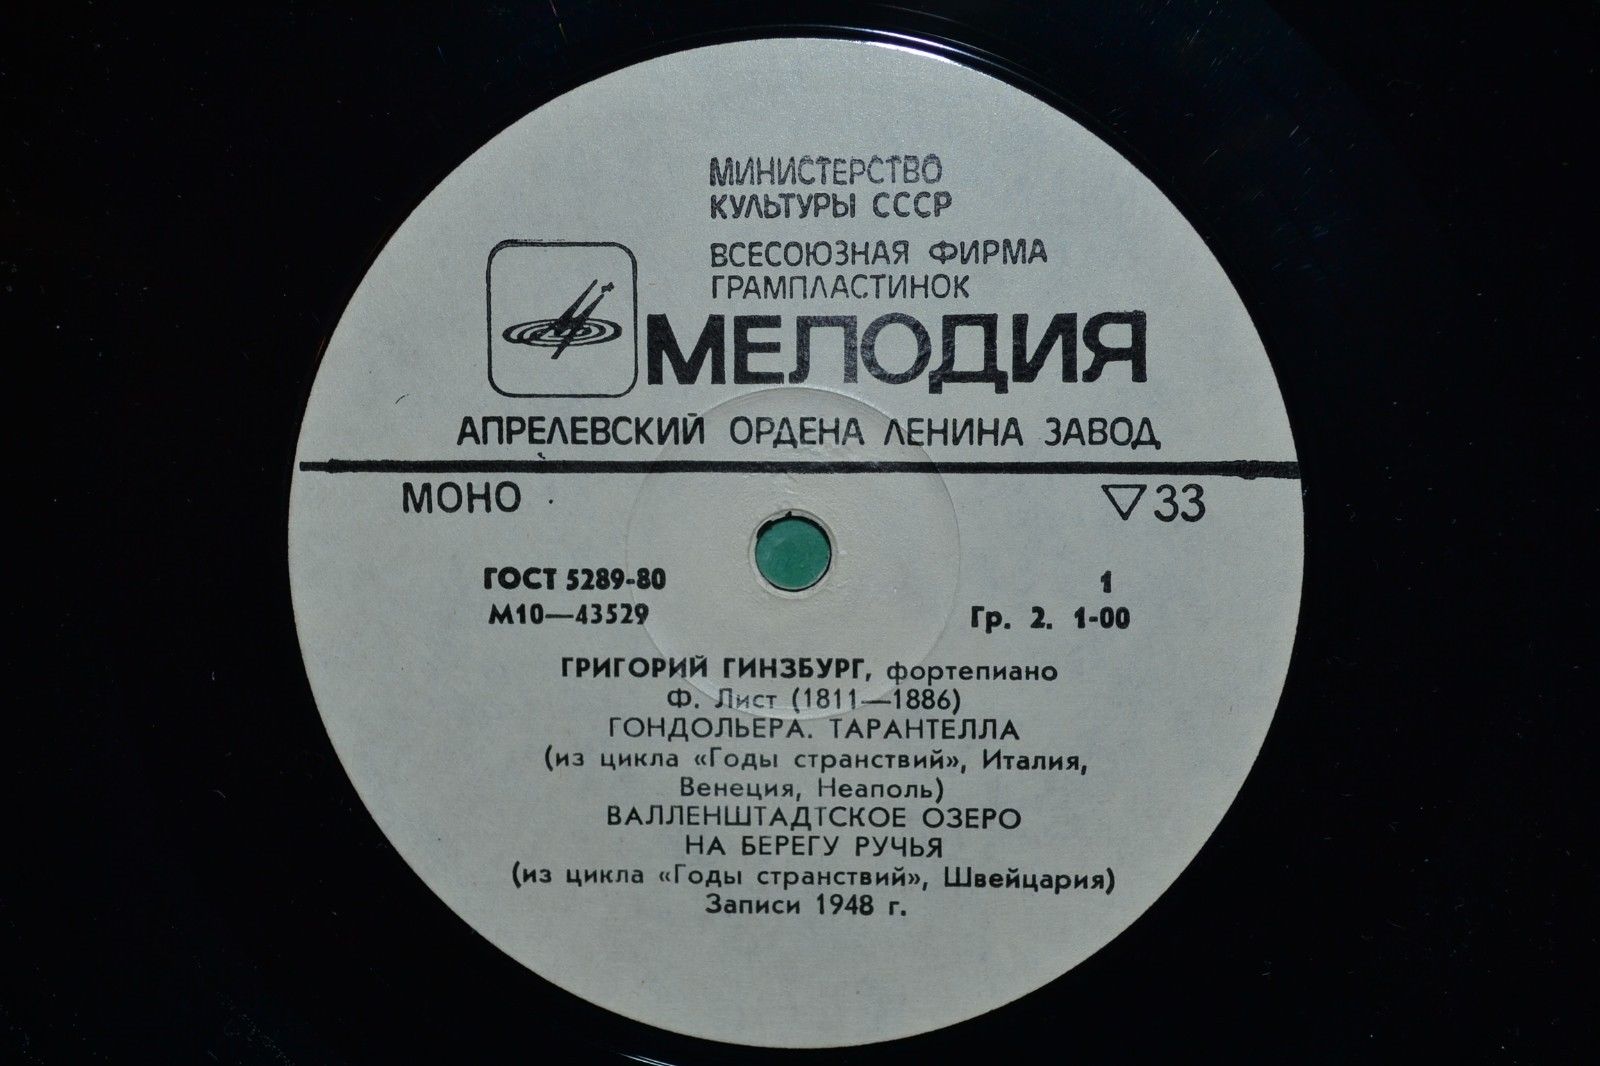 МИНИСТЕРСТВО
КУЛЬТУРЫ СССР
ВСЕСОЮЗНАЯ ФИРМА
ГРАМПЛАСТИНОК
МЕЛОДИЯ
АПРЕЛЕВСКИЙ ОРДЕНА ЛЕНИНА ЗАВОД
МОНО ▽33
ГОСТ 5289-80 1
М10—43529 Гр. 2. 1-00
ГРИГОРИЙ ГИНЗБУРГ, фортепиано
Ф. Лист (1811—1886)
ГОНДОЛЬЕРА. ТАРАНТЕЛЛА
(из цикла «Годы странствий», Италия,
Венеция, Неаполь)
ВАЛЛЕНШТАДТСКОЕ ОЗЕРО
НА БЕРЕГУ РУЧЬЯ
(из цикла «Годы странствий», Швейцария)
Записи 1948 г.